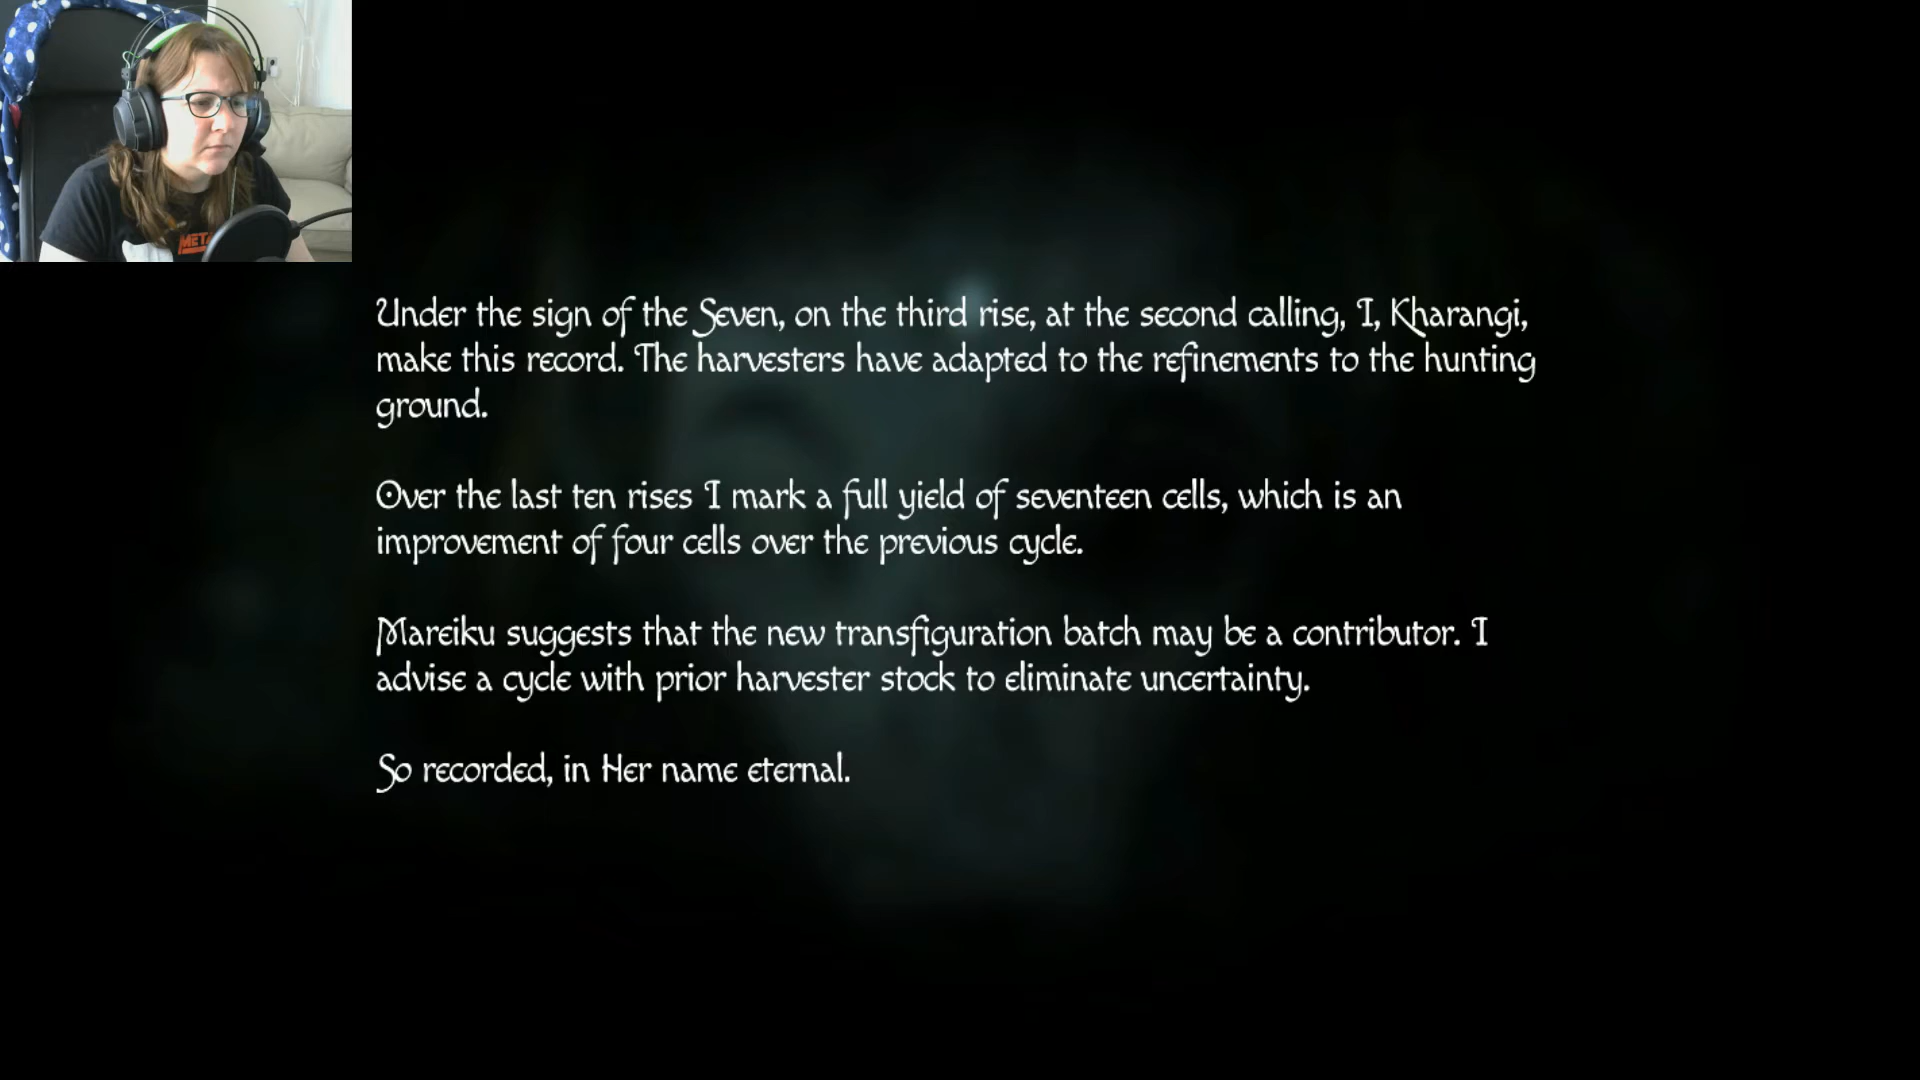 META
Under the sign of the Seven, on the third rise, at the second calling, I, Kharangi,
make this record. The harvesters have adapted to the refinements to the hunting
ground.
Over the last ten rises I mark a full yield of seventeen cells, which is an
improvement of four cells over the previous cycle.
Mareiku suggests that the new transfiguration batch may be a contributor. I
advise a cycle with prior harvester stock to eliminate uncertainty.
So recorded, in Her name eternal.